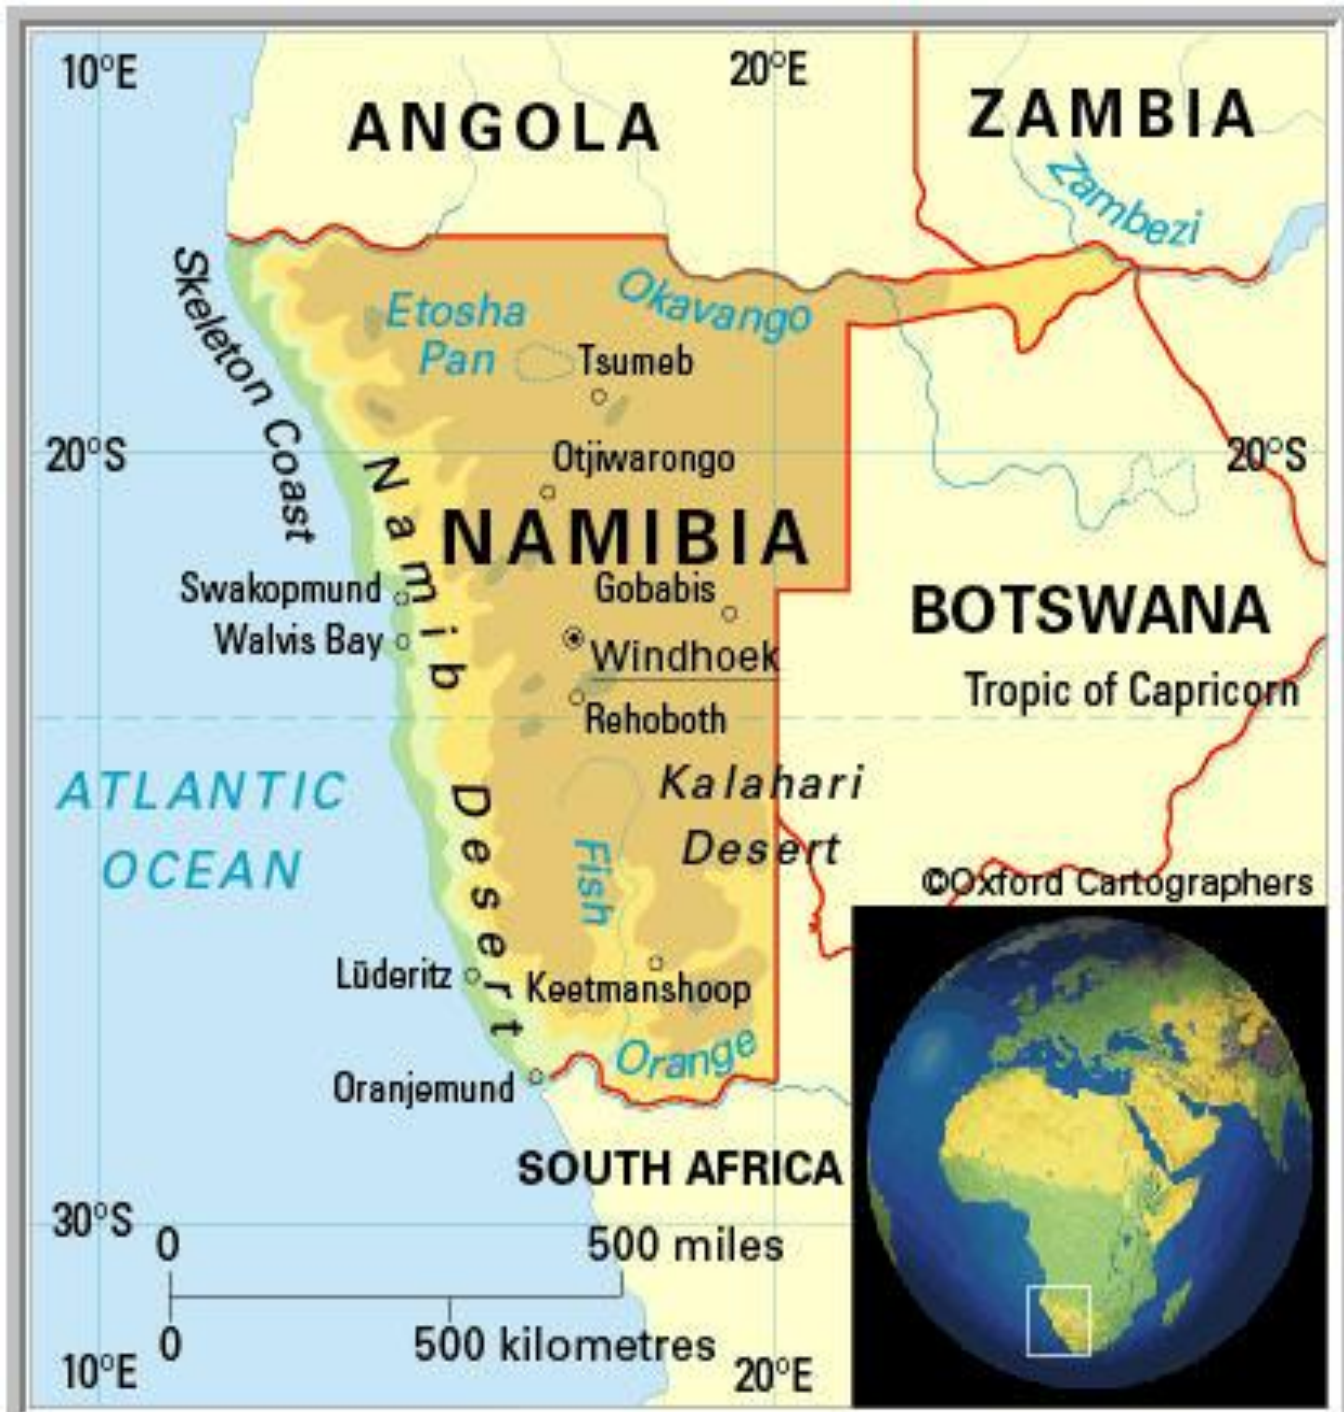 10°E
20°E
ANGOLA
ZAMBIA
Zambezi
Skeleton Coast
Etosha
Pan
Okavango
Tsumeb
20°S
20°S
Otjiwarongo
Namib Desert
NAMIBIA
Swakopmund
Gobabis
BOTSWANA
Walvis Bay
Windhoek
Tropic of Capricorn
Rehoboth
ATLANTIC
OCEAN
Kalahari
Desert
Fish
©Oxford Cartographers
Lüderitz
Keetmanshoop
Orange
Oranjemund
SOUTH AFRICA
30°S
0
500 miles
0
500 kilometres
10°E
20°E